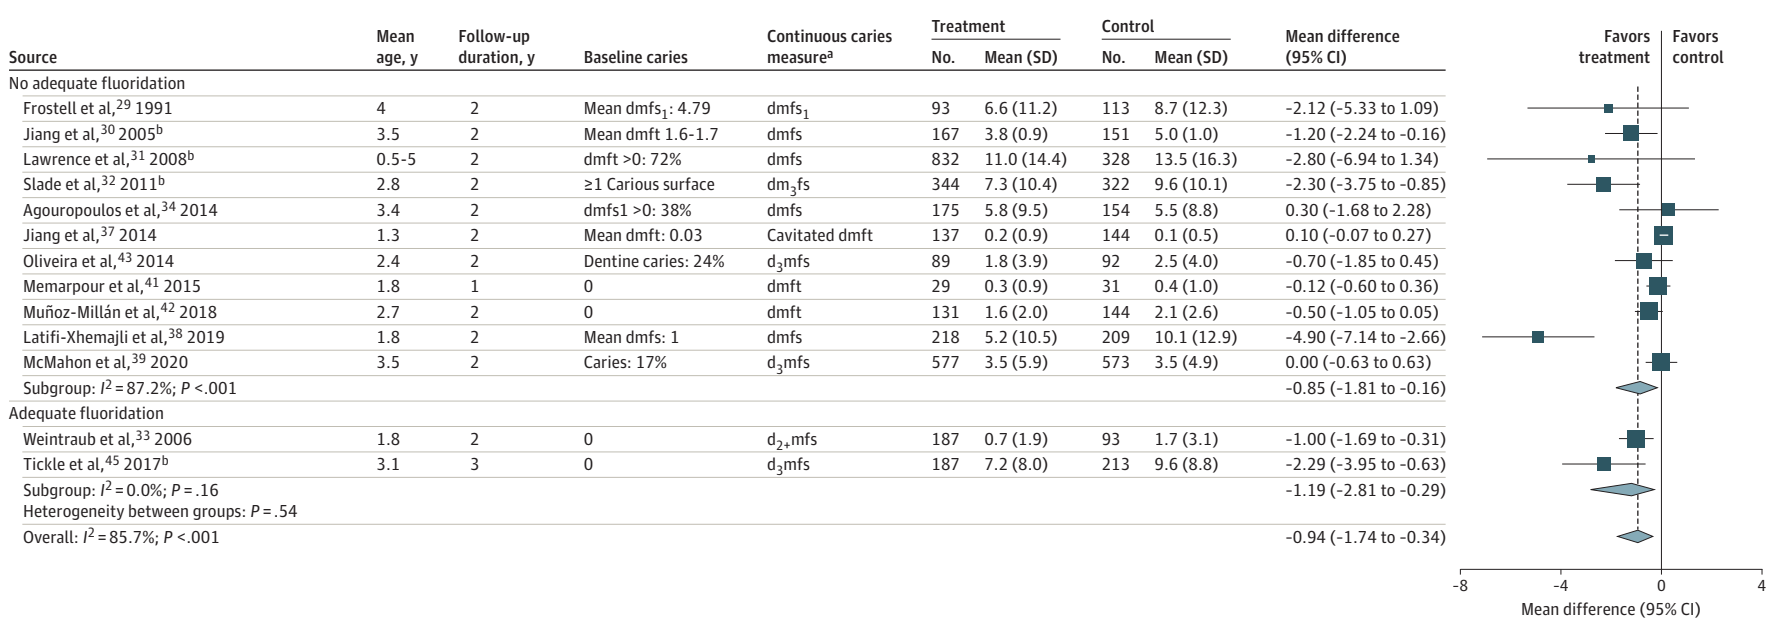 Source Mean age, y Follow-up duration, y Baseline caries Continuous caries measureᵃ Treatment No. Mean (SD) Control No. Mean (SD) Mean difference (95% CI) Favors treatment Favors control
No adequate fluoridation
Frostell et al,²⁹ 1991 4 2 Mean dmfs₁: 4.79 dmfs₁ 93 6.6 (11.2) 113 8.7 (12.3) -2.12 (-5.33 to 1.09)
Jiang et al,³⁰ 2005ᵇ 3.5 2 Mean dmft 1.6-1.7 dmfs 167 3.8 (0.9) 151 5.0 (1.0) -1.20 (-2.24 to -0.16)
Lawrence et al,³¹ 2008ᵇ 0.5-5 2 dmft >0: 72% dmfs 832 11.0 (14.4) 328 13.5 (16.3) -2.80 (-6.94 to 1.34)
Slade et al,³² 2011ᵇ 2.8 2 ≥1 Carious surface dm₃fs 344 7.3 (10.4) 322 9.6 (10.1) -2.30 (-3.75 to -0.85)
Agouropoulos et al,³⁴ 2014 3.4 2 dmfs1 >0: 38% dmfs 175 5.8 (9.5) 154 5.5 (8.8) 0.30 (-1.68 to 2.28)
Jiang et al,³⁷ 2014 1.3 2 Mean dmft: 0.03 Cavitated dmft 137 0.2 (0.9) 144 0.1 (0.5) 0.10 (-0.07 to 0.27)
Oliveira et al,⁴³ 2014 2.4 2 Dentine caries: 24% d₃mfs 89 1.8 (3.9) 92 2.5 (4.0) -0.70 (-1.85 to 0.45)
Memarpour et al,⁴¹ 2015 1.8 1 0 dmft 29 0.3 (0.9) 31 0.4 (1.0) -0.12 (-0.60 to 0.36)
Muñoz-Millán et al,⁴² 2018 2.7 2 0 dmft 131 1.6 (2.0) 144 2.1 (2.6) -0.50 (-1.05 to 0.05)
Latifi-Xhemajli et al,³⁸ 2019 1.8 2 Mean dmfs: 1 dmfs 218 5.2 (10.5) 209 10.1 (12.9) -4.90 (-7.14 to -2.66)
McMahon et al,³⁹ 2020 3.5 2 Caries: 17% d₃mfs 577 3.5 (5.9) 573 3.5 (4.9) 0.00 (-0.63 to 0.63)
Subgroup: I² = 87.2%; P <.001 -0.85 (-1.81 to -0.16)
Adequate fluoridation
Weintraub et al,³³ 2006 1.8 2 0 d₂₊mfs 187 0.7 (1.9) 93 1.7 (3.1) -1.00 (-1.69 to -0.31)
Tickle et al,⁴⁵ 2017ᵇ 3.1 3 0 d₃mfs 187 7.2 (8.0) 213 9.6 (8.8) -2.29 (-3.95 to -0.63)
Subgroup: I² = 0.0%; P = .16 -1.19 (-2.81 to -0.29)
Heterogeneity between groups: P = .54
Overall: I² = 85.7%; P <.001 -0.94 (-1.74 to -0.34)
-8 -4 0 4
Mean difference (95% CI)